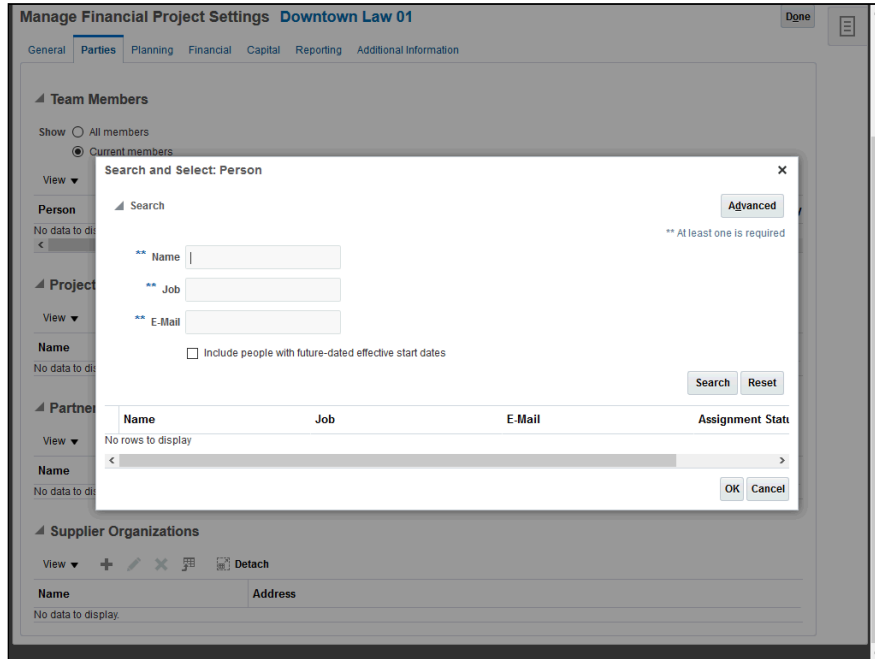 Manage Financial Project Settings Downtown Law 01
Done
General Parties Planning Financial Capital Reporting Additional Information
Team Members
Show All members
Current members
View
Person
No data to dis
Search and Select: Person
Search
Advanced
** At least one is required
** Name
** Job
** E-Mail
Include people with future-dated effective start dates
Search Reset
Name Job E-Mail Assignment Statu
No rows to display
OK Cancel
Project
View
Name
No data to dis
Partner
View
Name
No data to dis
Supplier Organizations
View Detach
Name Address
No data to display.